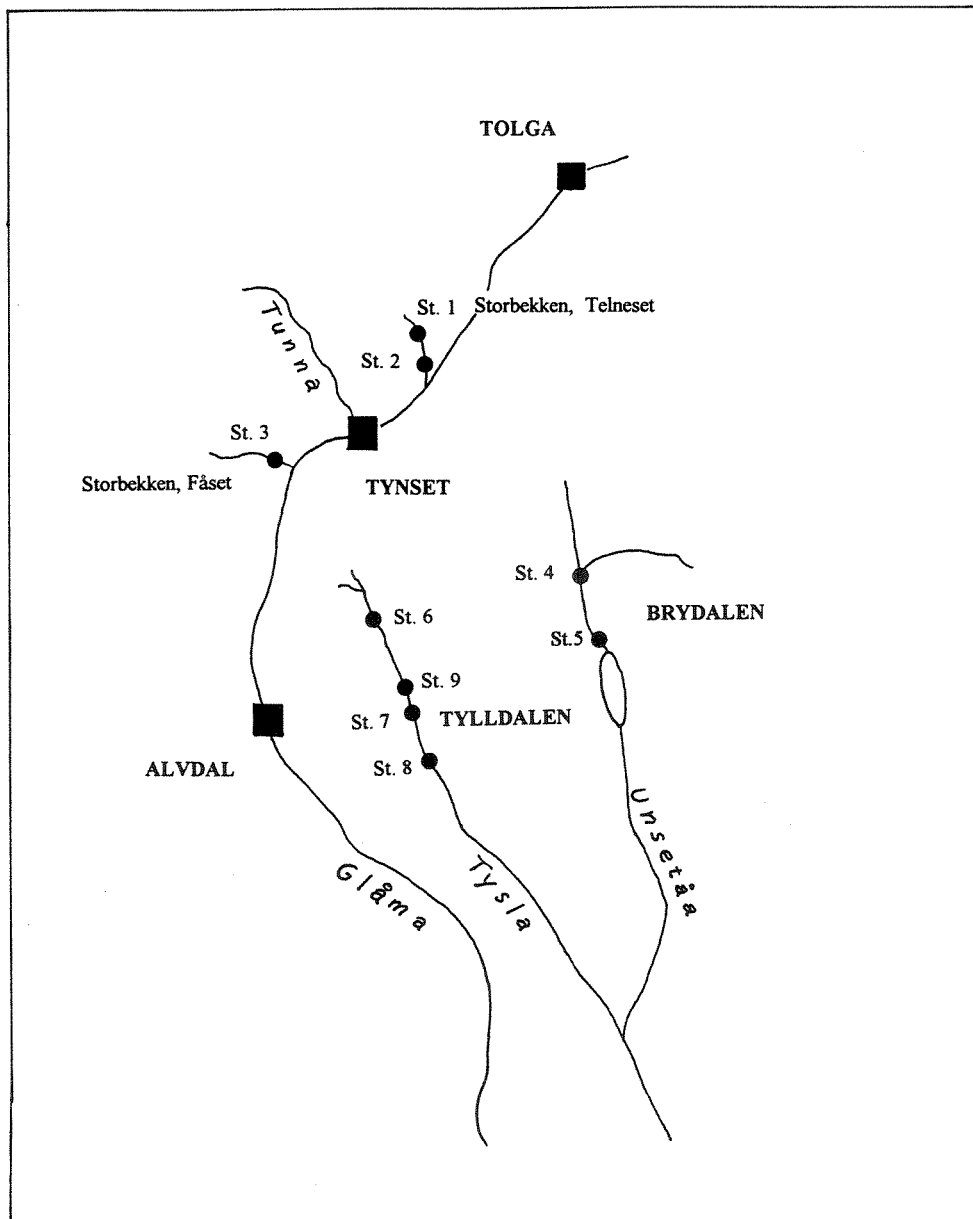 TOLGA
St. 1 Storbekken, Telneset
Tunna
St. 2
St. 3
Storbekken, Fåset
TYNSET
St. 4
BRYDALEN
St. 6
St.5
St. 9
St. 7 TYLLDALEN
St. 8
ALVDAL
Unsetåa
Glåma
Tysla